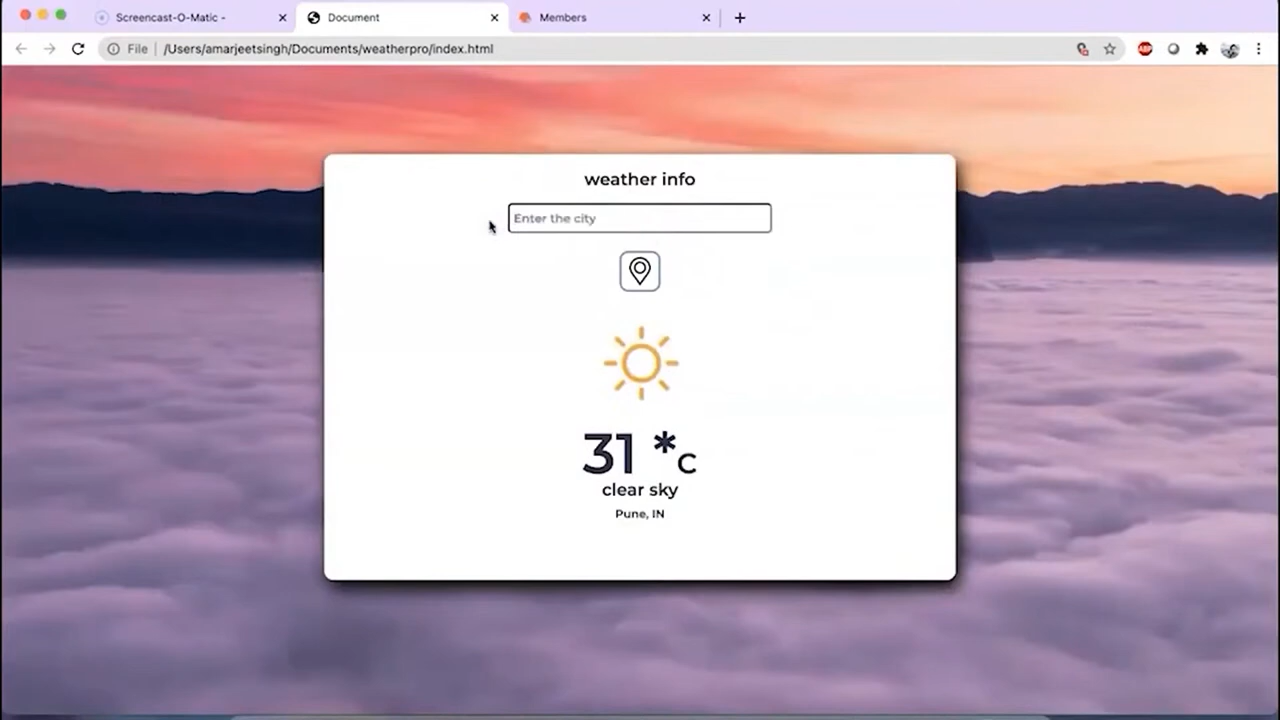 Screencast-O-Matic -
Document
Members
File
/Users/amarjeetsingh/Documents/weatherpro/index.html
ABP
weather info
Enter the city
31 *c
clear sky
Pune, IN